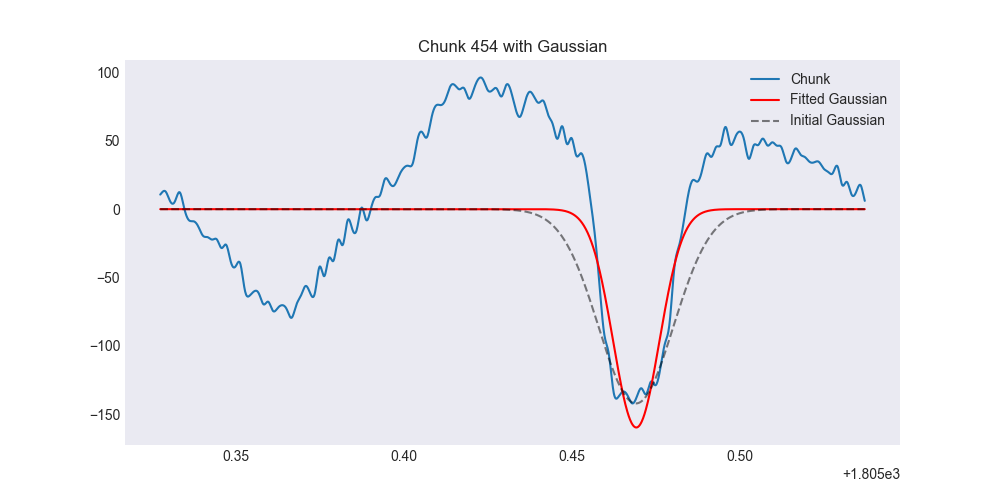 Chunk 454 with Gaussian
100
50
0
−50
−100
−150
Chunk
Fitted Gaussian
Initial Gaussian
0.35 0.40 0.45 0.50
+1.805e3